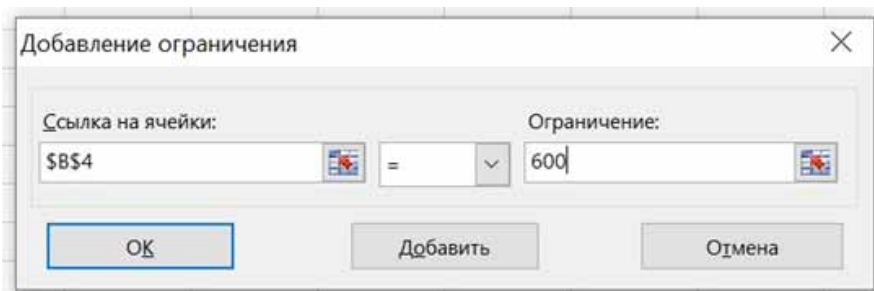 Добавление ограничения
Ссылка на ячейки: Ограничение:
$B$4 = 600
ОК Добавить Отмена